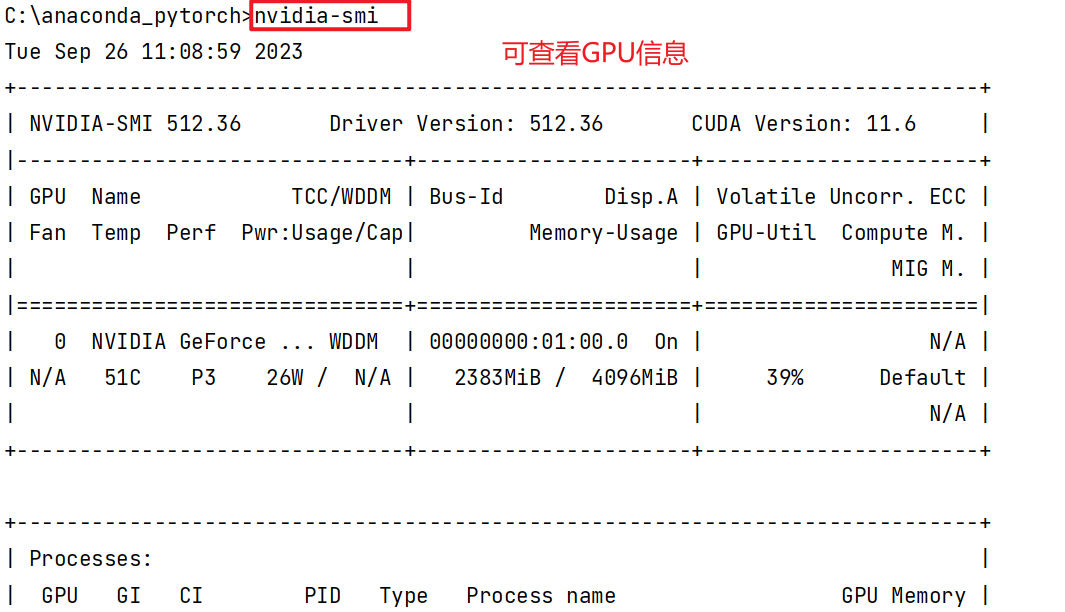 C:\anaconda_pytorch>nvidia-smi
Tue Sep 26 11:08:59 2023
可查看GPU信息
+-----------------------------------------------------------------------------+
| NVIDIA-SMI 512.36       Driver Version: 512.36       CUDA Version: 11.6     |
|-------------------------------+----------------------+----------------------+
| GPU  Name            TCC/WDDM | Bus-Id        Disp.A | Volatile Uncorr. ECC |
| Fan  Temp  Perf  Pwr:Usage/Cap|         Memory-Usage | GPU-Util  Compute M. |
|                               |                      |               MIG M. |
|===============================+======================+======================|
|   0  NVIDIA GeForce ... WDDM  | 00000000:01:00.0  On |                  N/A |
| N/A   51C    P3    26W /  N/A |   2383MiB /  4096MiB |     39%      Default |
|                               |                      |                  N/A |
+-------------------------------+----------------------+----------------------+
+-----------------------------------------------------------------------------+
| Processes:                                                                  |
|  GPU   GI   CI        PID   Type   Process name                  GPU Memory |